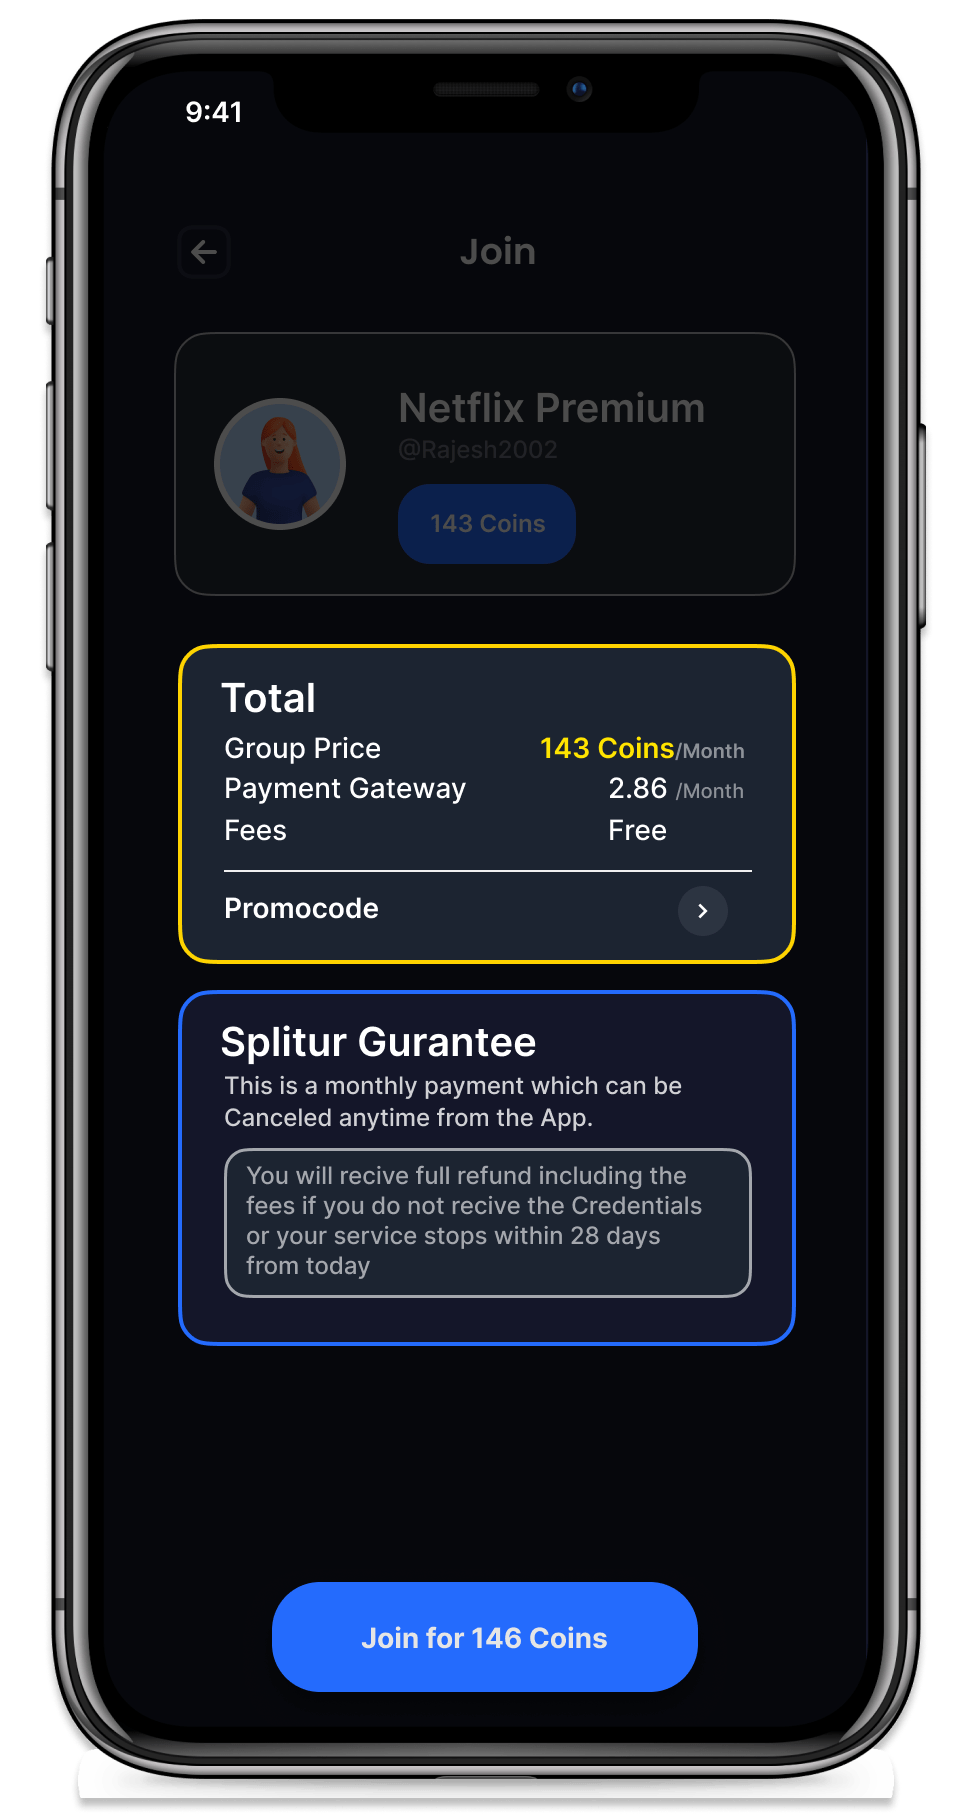 9:41
Join
Netflix Premium
@Rajesh2002
143 Coins
Total
Group Price 143 Coins/Month
Payment Gateway 2.86 /Month
Fees Free
Promocode
Splitur Gurantee
This is a monthly payment which can be
Canceled anytime from the App.
You will recive full refund including the
fees if you do not recive the Credentials
or your service stops within 28 days
from today
Join for 146 Coins